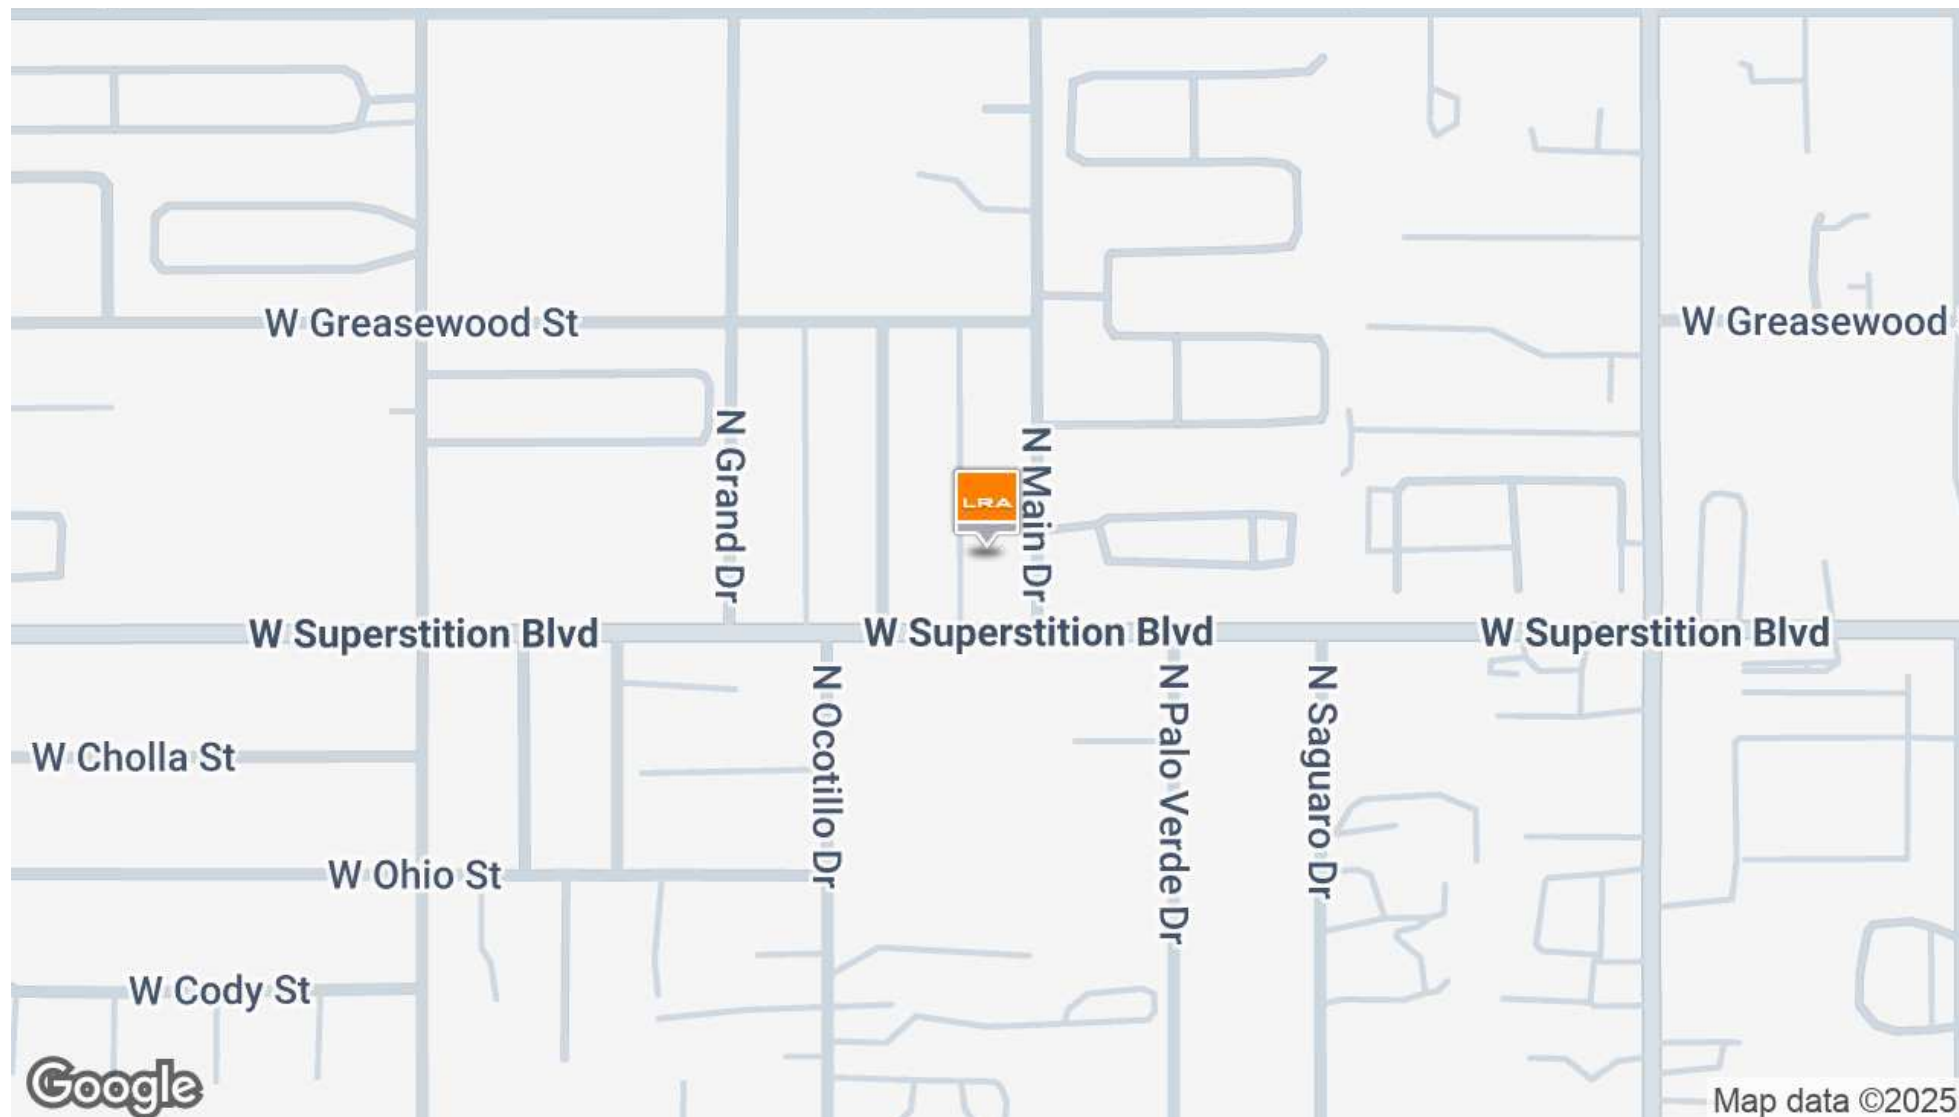 W Greasewood St
W Greasewood
N Grand Dr
N Main Dr
LRA
W Superstition Blvd
W Superstition Blvd
W Superstition Blvd
N Ocotillo Dr
N Palo Verde Dr
N Saguaro Dr
W Cholla St
W Ohio St
W Cody St
Google
Map data ©2025